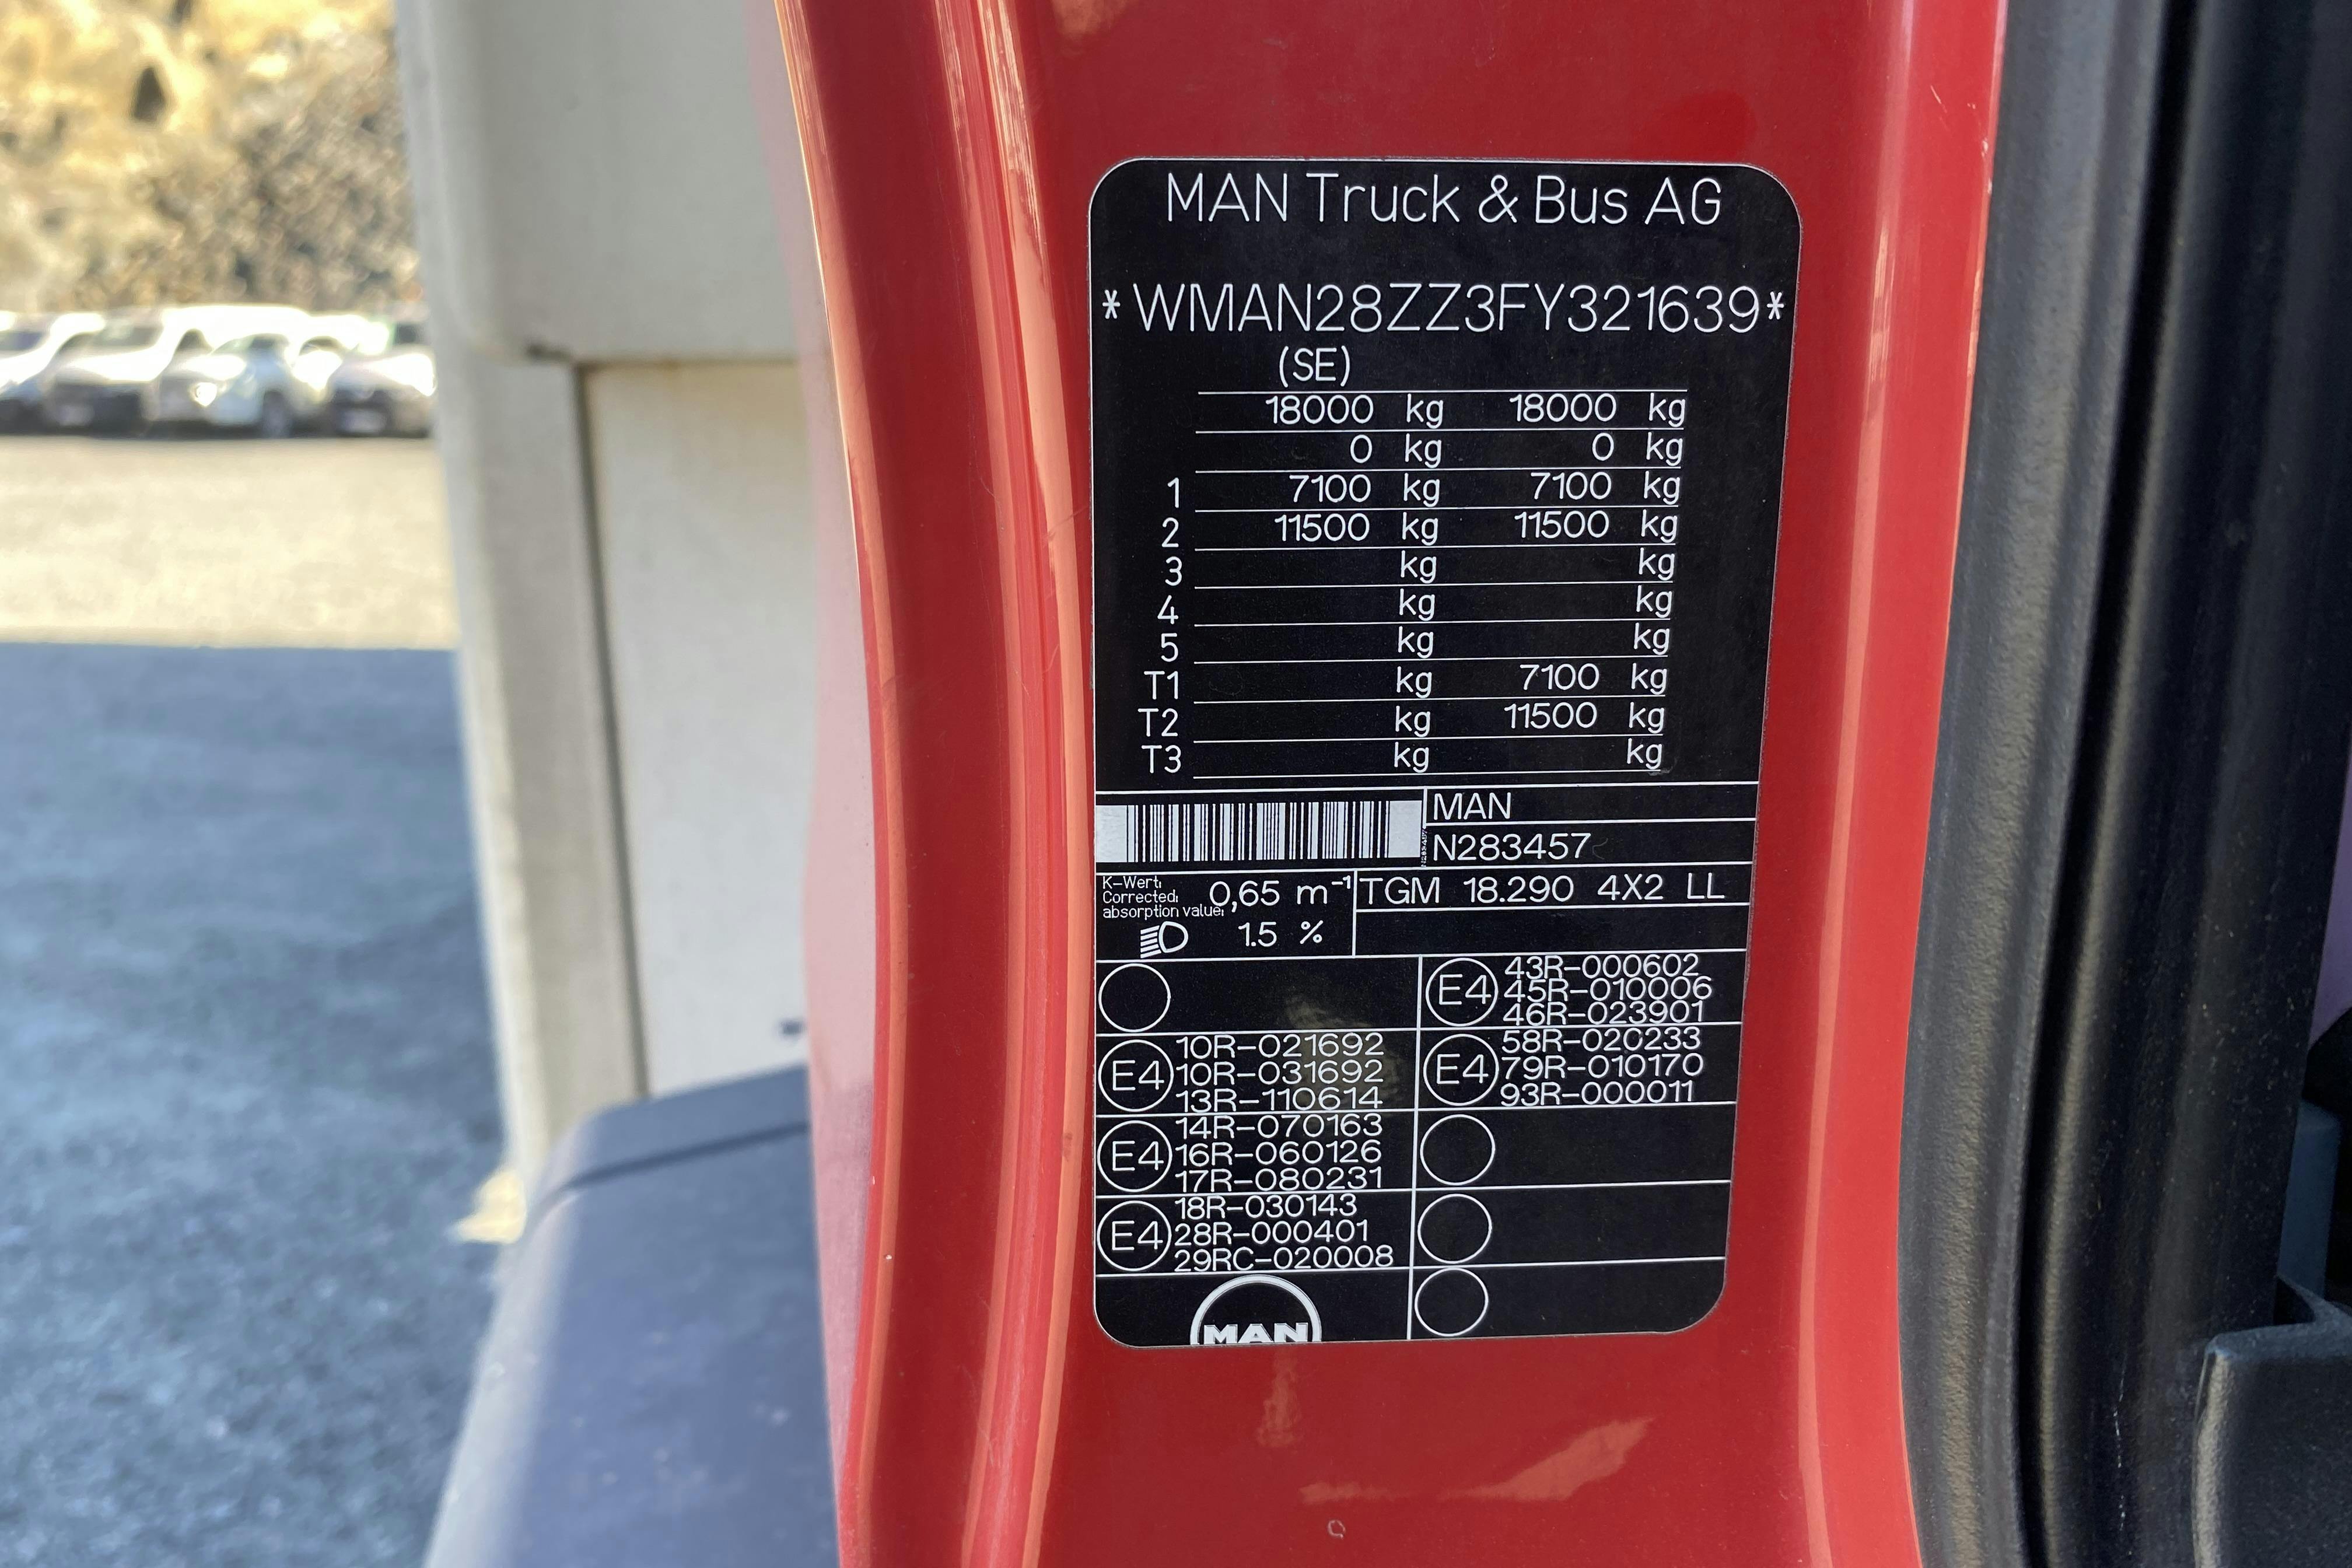 MAN Truck & Bus AG
*WMAN28ZZ3FY321639*
(SE)
18000 kg 18000 kg
0 kg 0 kg
1 7100 kg 7100 kg
2 11500 kg 11500 kg
3 kg kg
4 kg kg
5 kg kg
T1 kg 7100 kg
T2 kg 11500 kg
T3 kg kg
MAN
N283457
K-Wert:
Corrected:
absorption value:
0,65 m⁻¹
TGM 18.290 4X2 LL
1.5 %
E4
10R-021692
10R-031692
13R-110614
E4
14R-070163
16R-060126
17R-080231
E4
18R-030143
28R-000401
29RC-020008
MAN
E4
43R-000602
45R-010006
46R-023901
E4
58R-020233
79R-010170
93R-000011